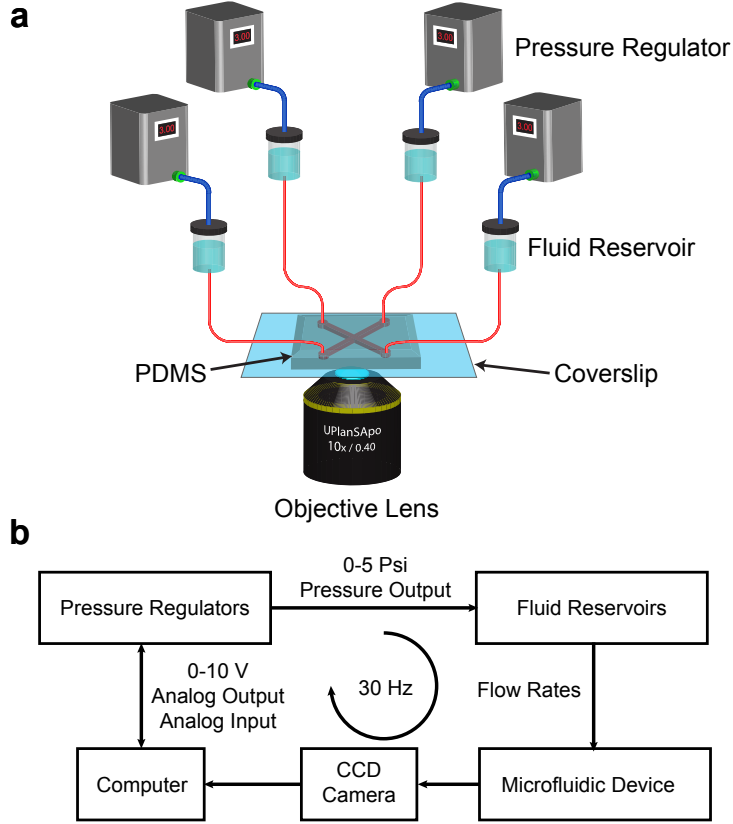 a
3.00
3.00
Pressure Regulator
3.00
3.00
Fluid Reservoir
PDMS
Coverslip
UPlanSApo
10x / 0.40
Objective Lens
b
0-5 Psi
Pressure Output
Pressure Regulators
Fluid Reservoirs
0-10 V
Analog Output
Analog Input
30 Hz
Flow Rates
Computer
CCD
Camera
Microfluidic Device